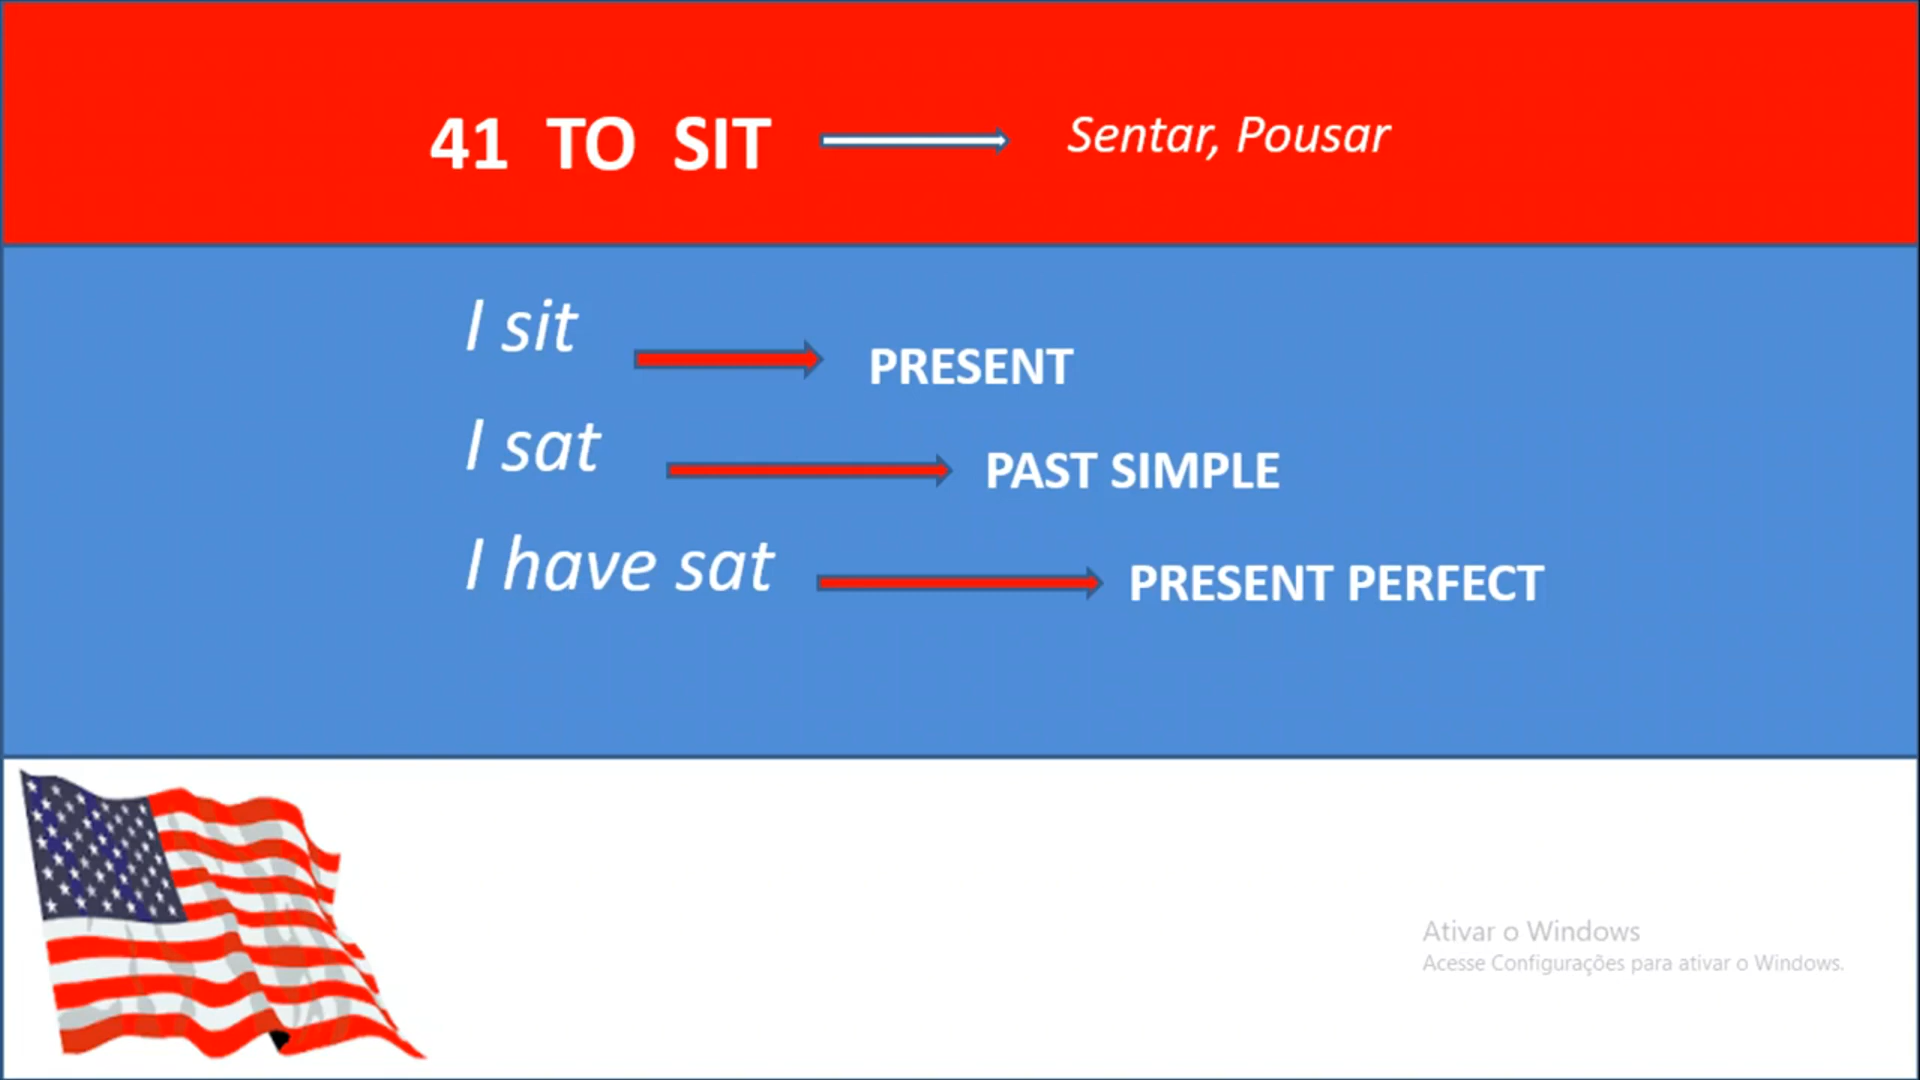 41 TO SIT Sentar, Pousar
I sit PRESENT
I sat PAST SIMPLE
I have sat PRESENT PERFECT
Ativar o Windows
Acesse Configurações para ativar o Windows.